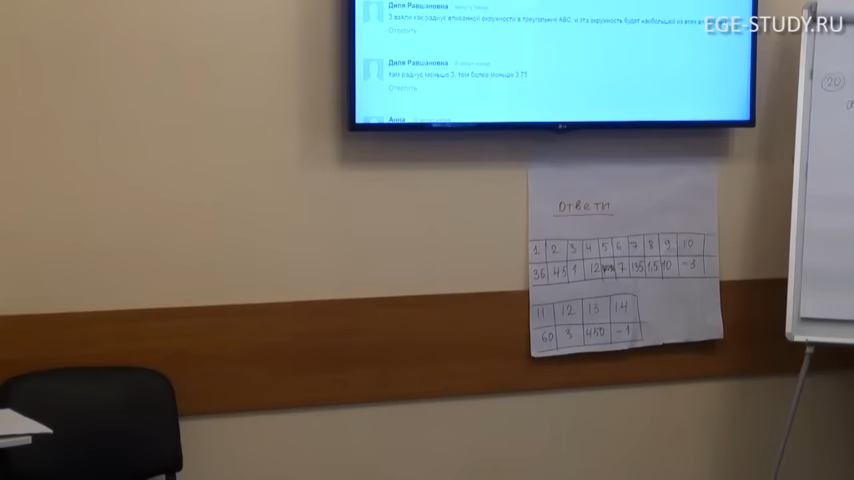 Диля Равшановна
3 взяли как радиус вписанной окружности в треугольник АВС, и эта окружность будет наибольшей из всех
EGE-STUDY.RU
Ответить
Диля Равшановна
там радиус меньше 3, тем более меньше 3.75
Ответить
Анна
20
ответы
1 2 3 4 5 6 7 8 9 10
36 45 1 12 7 135 1,5 10
11 12 13 14
60 3 450 -1